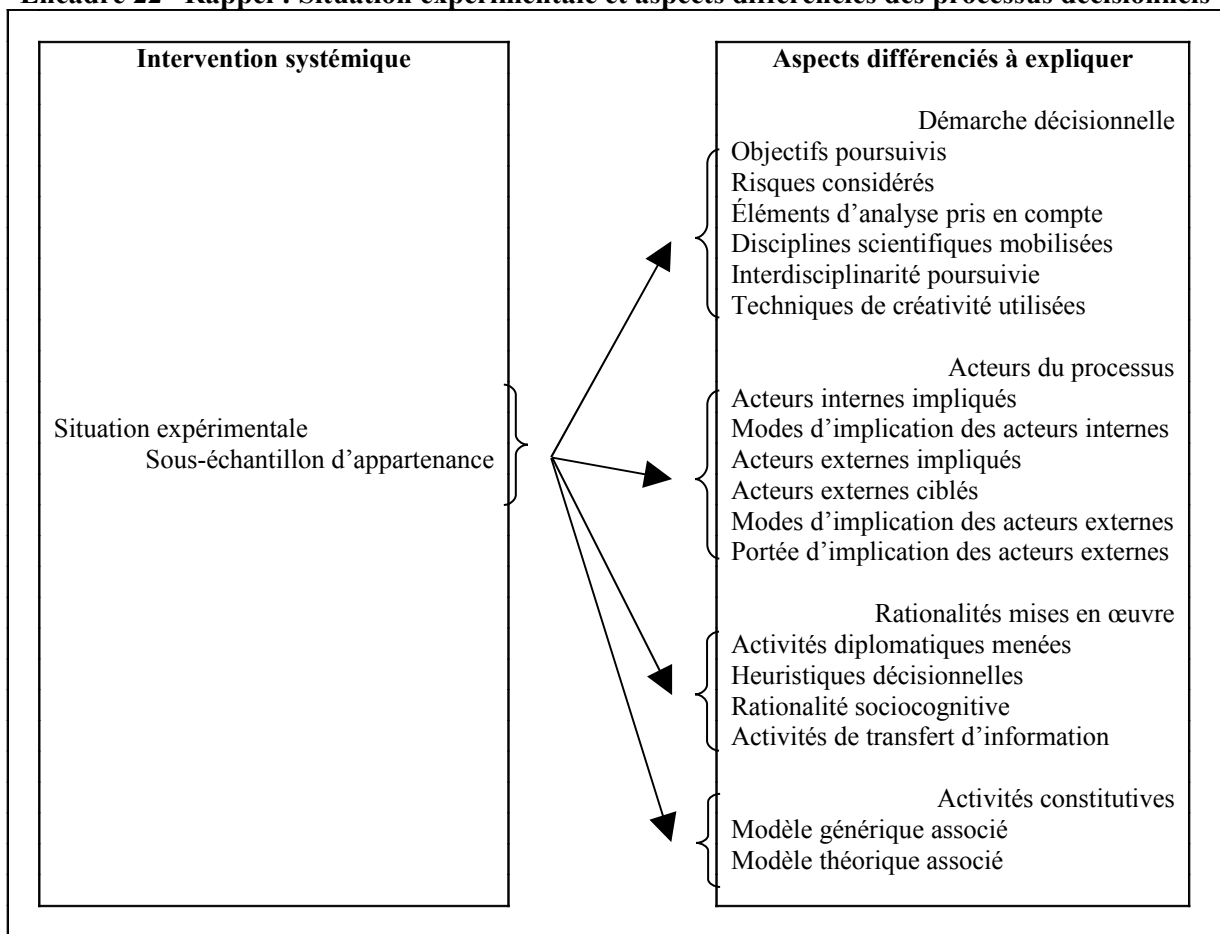 Encadré 22 - Rappel : Situation expérimentale et aspects différenciés des processus décisionnels
Intervention systémique
Situation expérimentale
Sous-échantillon d’appartenance
Aspects différenciés à expliquer
Démarche décisionnelle
Objectifs poursuivis
Risques considérés
Éléments d’analyse pris en compte
Disciplines scientifiques mobilisées
Interdisciplinarité poursuivie
Techniques de créativité utilisées
Acteurs du processus
Acteurs internes impliqués
Modes d’implication des acteurs internes
Acteurs externes impliqués
Acteurs externes ciblés
Modes d’implication des acteurs externes
Portée d’implication des acteurs externes
Rationalités mises en œuvre
Activités diplomatiques menées
Heuristiques décisionnelles
Rationalité sociocognitive
Activités de transfert d’information
Activités constitutives
Modèle générique associé
Modèle théorique associé